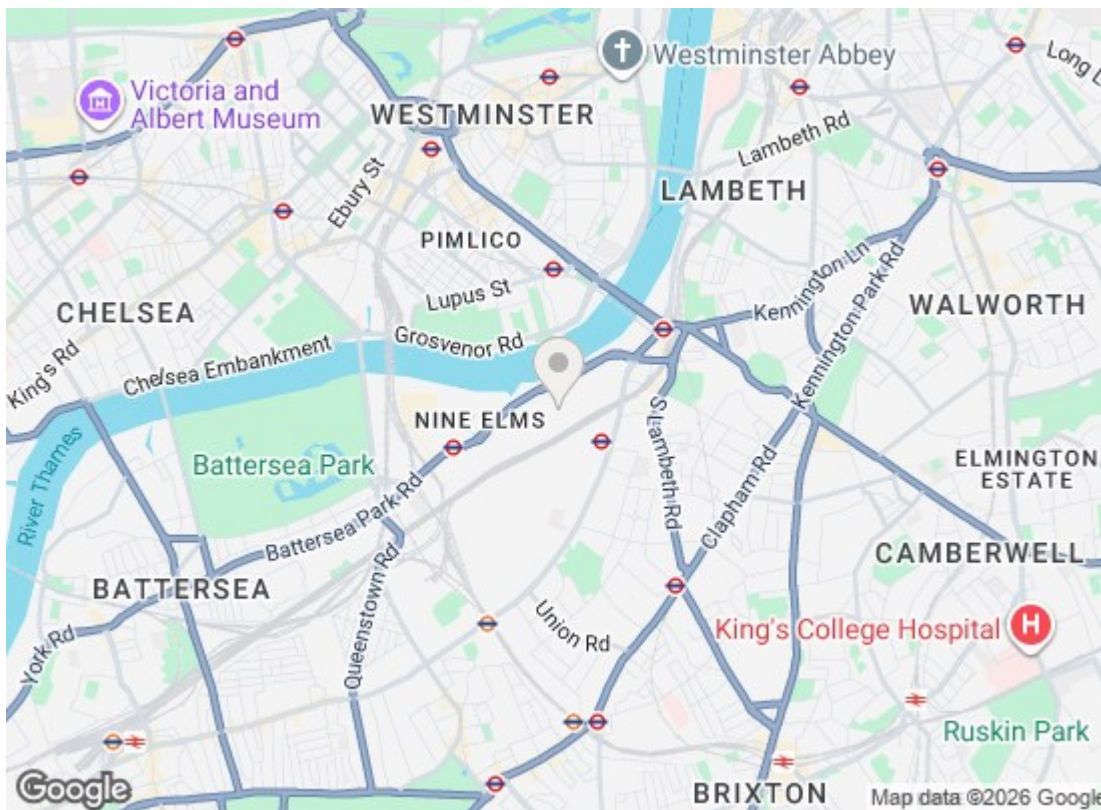 Westminster Abbey
Long L
Victoria and
Albert Museum
WESTMINSTER
Lambeth Rd
Ebury St
LAMBETH
PIMLICO
Lupus St
Kennington Ln
Kennington Park Rd
WALWORTH
CHELSEA
Grosvenor Rd
Chelsea Embankment
King's Rd
NINE ELMS
S Lambeth Rd
Clapham Rd
ELMINGTON
ESTATE
River Thames
Battersea Park
Battersea Park Rd
CAMBERWELL
BATTERSEA
Queenstown Rd
Union Rd
King's College Hospital
H
York Rd
Ruskin Park
BRIXTON
Google
Map data ©2026 Google